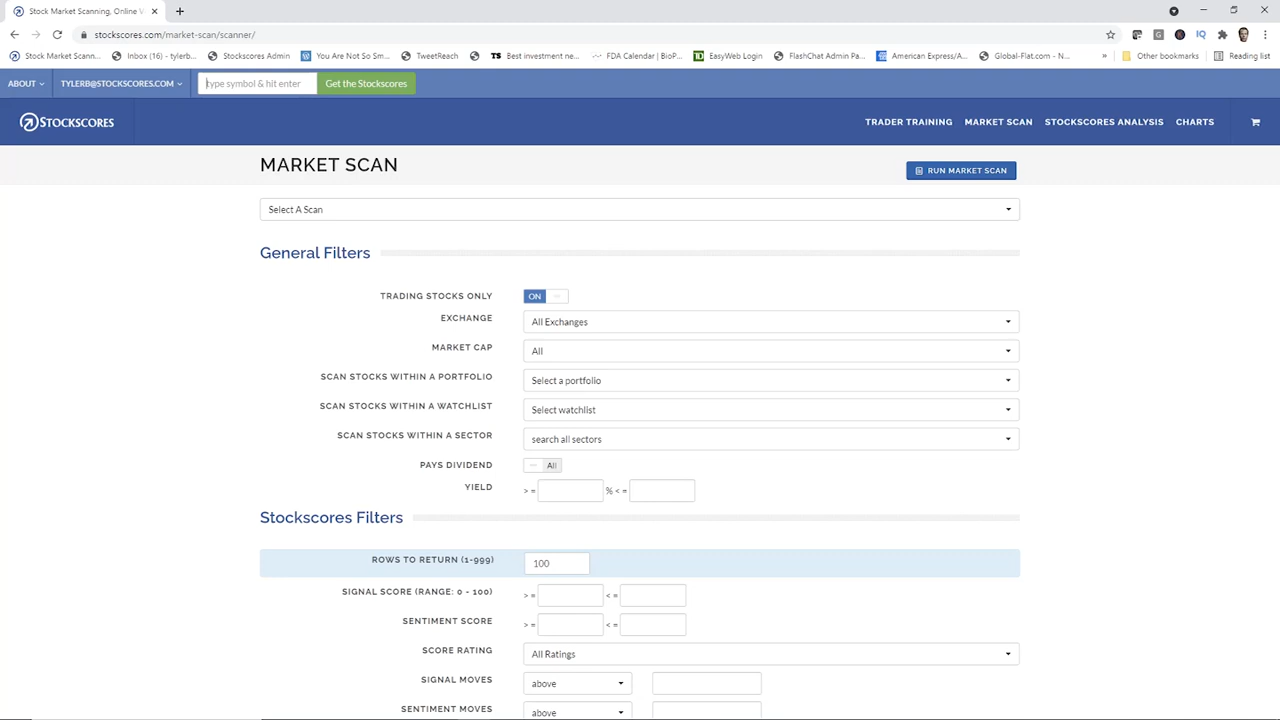 Stock Market Scanning, Online V
stockscores.com/market-scan/scanner/
Stock Market Scann... Inbox (16) - tylerb... Stockscores Admin You Are Not So Sm... TweetReach TS Best investment ne... FDA Calendar | BioP... EasyWeb Login FlashChat Admin Pa... American Express/A... Global-Flat.com - N... » Other bookmarks Reading list
ABOUT TYLERB@STOCKSCORES.COM type symbol & hit enter Get the Stockscores
STOCKSCORES TRADER TRAINING MARKET SCAN STOCKSCORES ANALYSIS CHARTS
MARKET SCAN RUN MARKET SCAN
Select A Scan
General Filters
TRADING STOCKS ONLY ON
EXCHANGE All Exchanges
MARKET CAP All
SCAN STOCKS WITHIN A PORTFOLIO Select a portfolio
SCAN STOCKS WITHIN A WATCHLIST Select watchlist
SCAN STOCKS WITHIN A SECTOR search all sectors
PAYS DIVIDEND All
YIELD > = % < =
Stockscores Filters
ROWS TO RETURN (1-999) 100
SIGNAL SCORE (RANGE: 0 - 100) > = < =
SENTIMENT SCORE > = < =
SCORE RATING All Ratings
SIGNAL MOVES above
SENTIMENT MOVES above